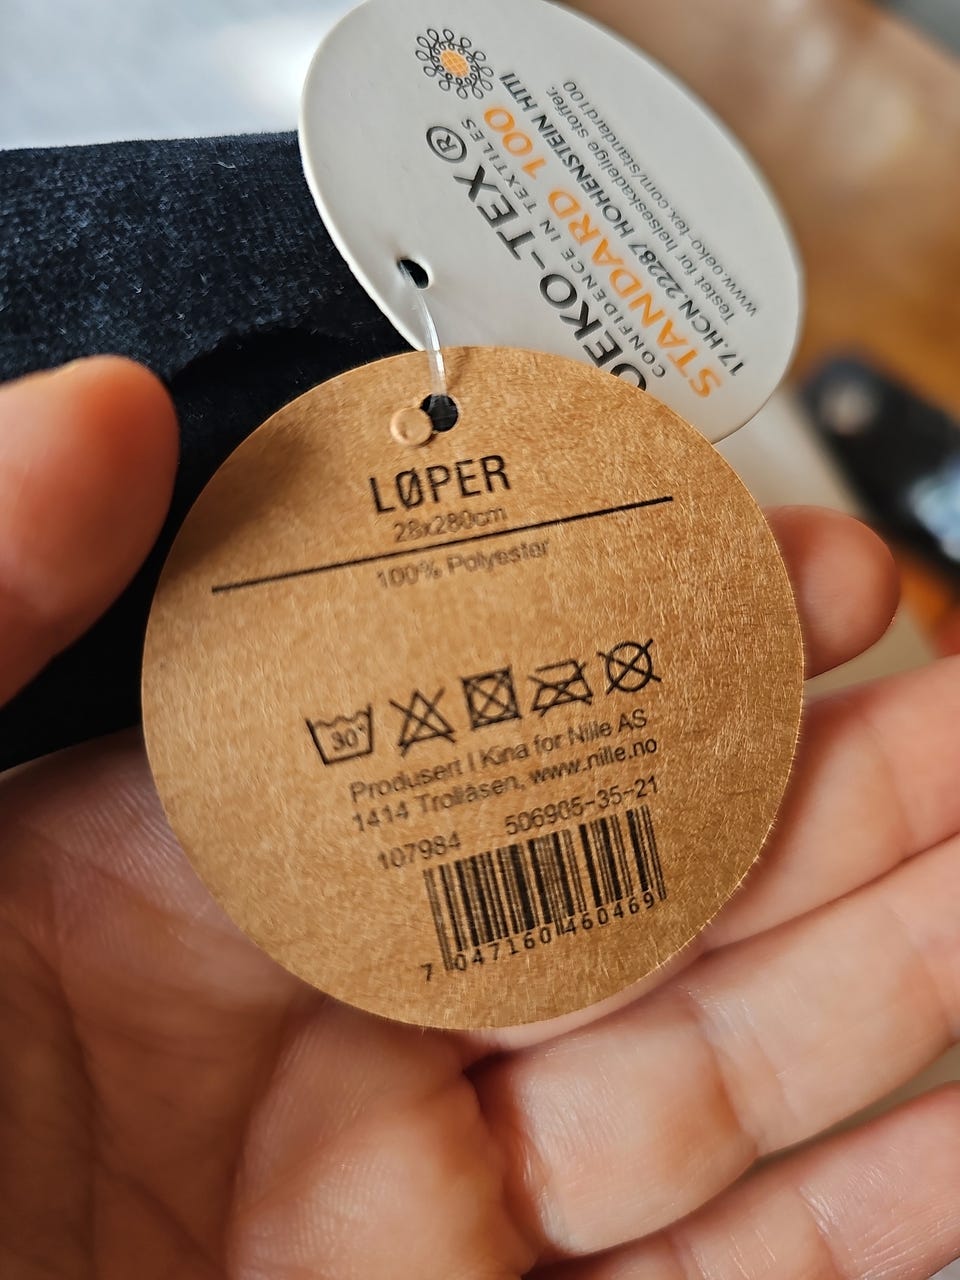 OEKO-TEX®
CONFIDENCE IN TEXTILES
STANDARD 100
17.HCN.22287 HOHENSTEIN HTTI
Testet for helseskadelige stoffer.
www.oeko-tex.com/standard100
LØPER
28x280cm
100% Polyester
30°
Produsert i Kina for Nille AS
1414 Trollåsen, www.nille.no
107984 506905-35-21
7 047160 460469